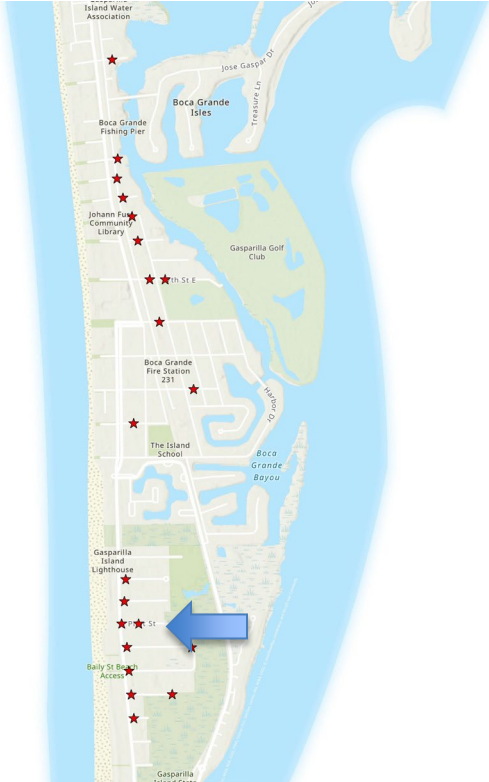 Island Water
Association
Jose Gaspar Dr
Treasure Ln
Boca Grande
Isles
Boca Grande
Fishing Pier
Community
Library
Gasparilla Golf
Club
th St E
Boca Grande
Fire Station
231
Harbor Dr
The Island
School
Boca
Grande
Bayou
Gasparilla
Island
Lighthouse
St
Baily St Beach
Access
Gasparilla